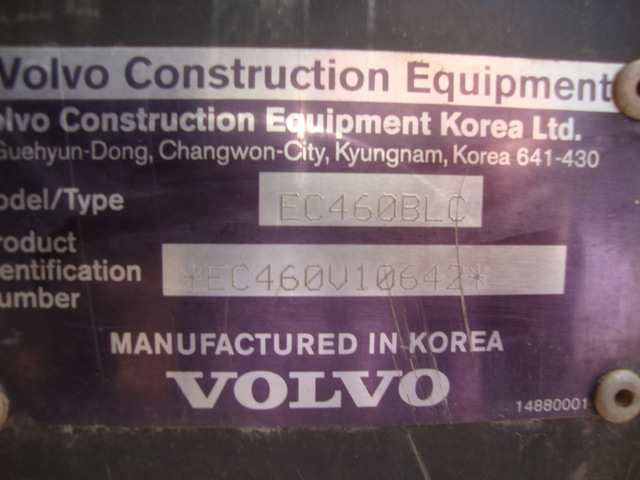 Volvo Construction Equipment
olvo Construction Equipment Korea Ltd.
Guehyun-Dong, Changwon-City, Kyungnam, Korea 641-430
odel/Type EC460BLC
roduct
entification *EC460V10642*
umber
MANUFACTURED IN KOREA
VOLVO
14880001